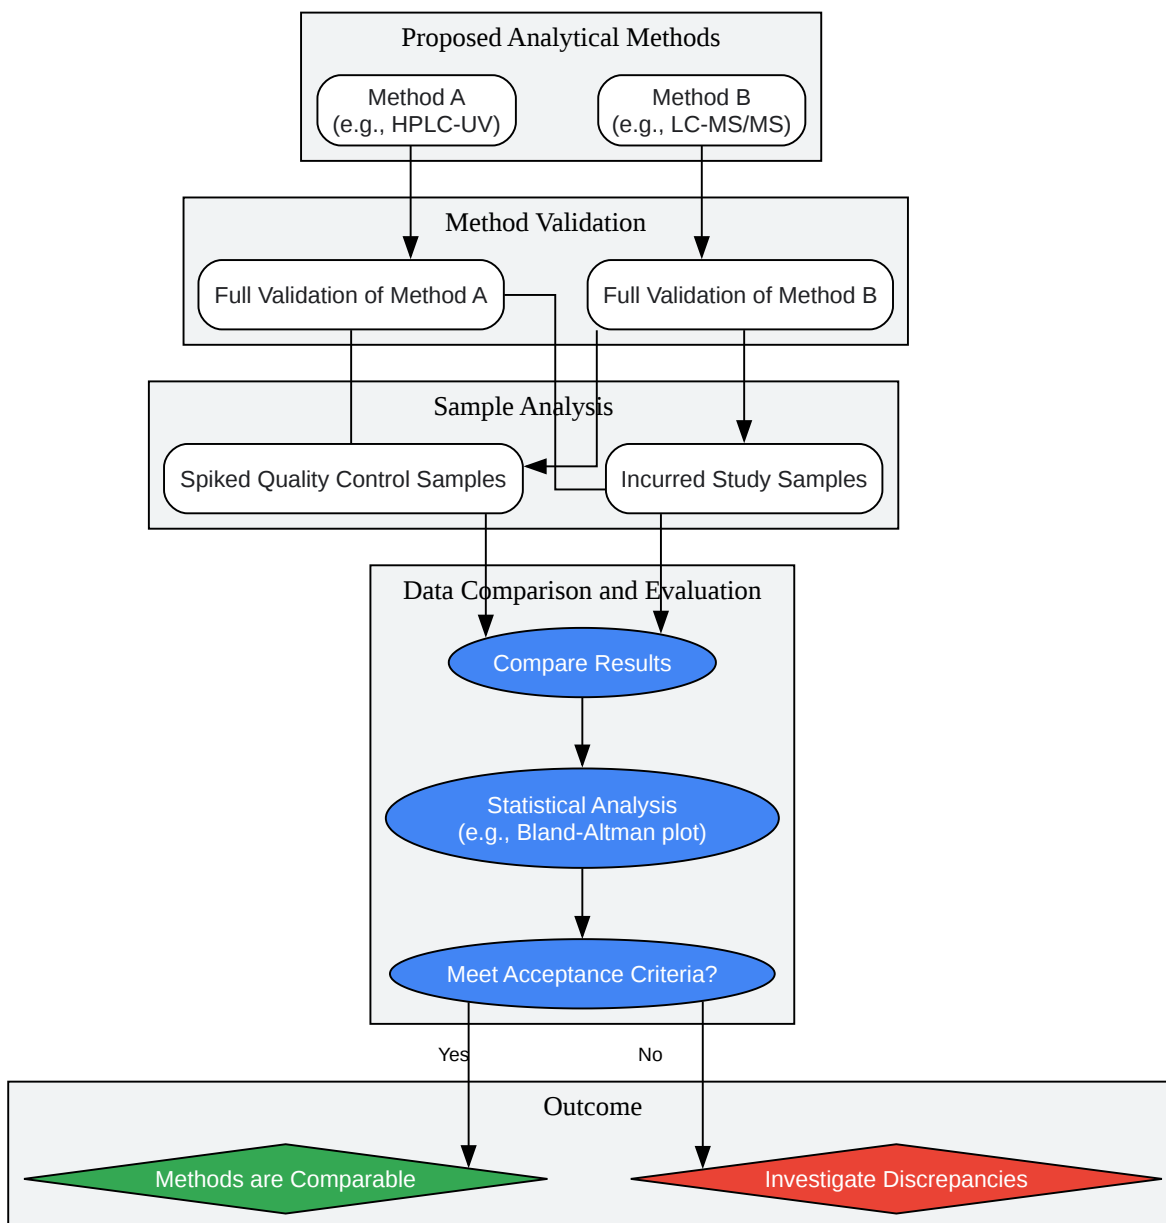 Proposed Analytical Methods
Method A
(e.g., HPLC-UV)
Method B
(e.g., LC-MS/MS)
Method Validation
Full Validation of Method A
Full Validation of Method B
Sample Analysis
Spiked Quality Control Samples
Incurred Study Samples
Data Comparison and Evaluation
Compare Results
Statistical Analysis
(e.g., Bland-Altman plot)
Meet Acceptance Criteria?
Yes
No
Outcome
Methods are Comparable
Investigate Discrepancies